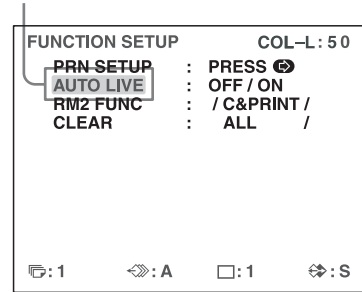 FUNCTION SETUP COL–L: 50
PRN SETUP : PRESS
AUTO LIVE : OFF / ON
RM2 FUNC : / C&PRINT /
CLEAR : ALL /
: 1 : A : 1 : S